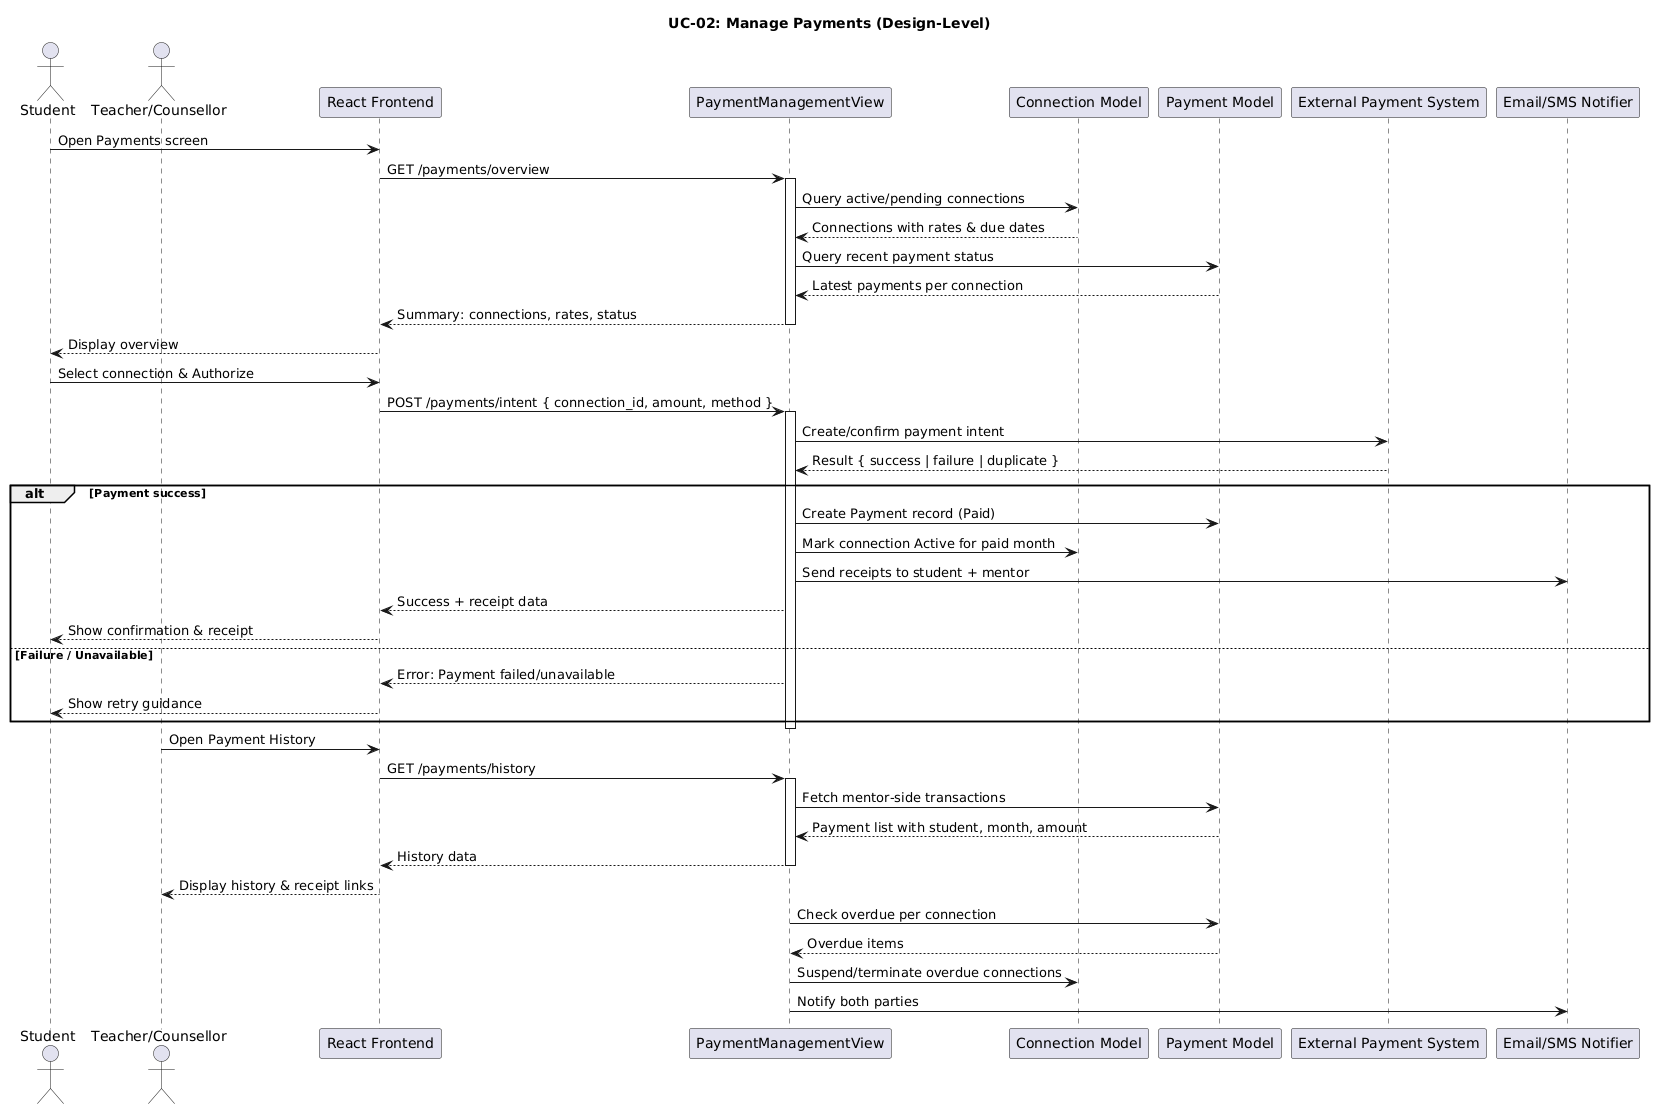 UC-02: Manage Payments (Design-Level)
Student
Teacher/Counsellor
React Frontend
PaymentManagementView
Connection Model
Payment Model
External Payment System
Email/SMS Notifier
Open Payments screen
GET /payments/overview
Query active/pending connections
Connections with rates & due dates
Query recent payment status
Latest payments per connection
Summary: connections, rates, status
Display overview
Select connection & Authorize
POST /payments/intent { connection_id, amount, method }
Create/confirm payment intent
Result { success | failure | duplicate }
alt
[Payment success]
Create Payment record (Paid)
Mark connection Active for paid month
Send receipts to student + mentor
Success + receipt data
Show confirmation & receipt
[Failure / Unavailable]
Error: Payment failed/unavailable
Show retry guidance
Open Payment History
GET /payments/history
Fetch mentor-side transactions
Payment list with student, month, amount
History data
Display history & receipt links
Check overdue per connection
Overdue items
Suspend/terminate overdue connections
Notify both parties
Student
Teacher/Counsellor
React Frontend
PaymentManagementView
Connection Model
Payment Model
External Payment System
Email/SMS Notifier